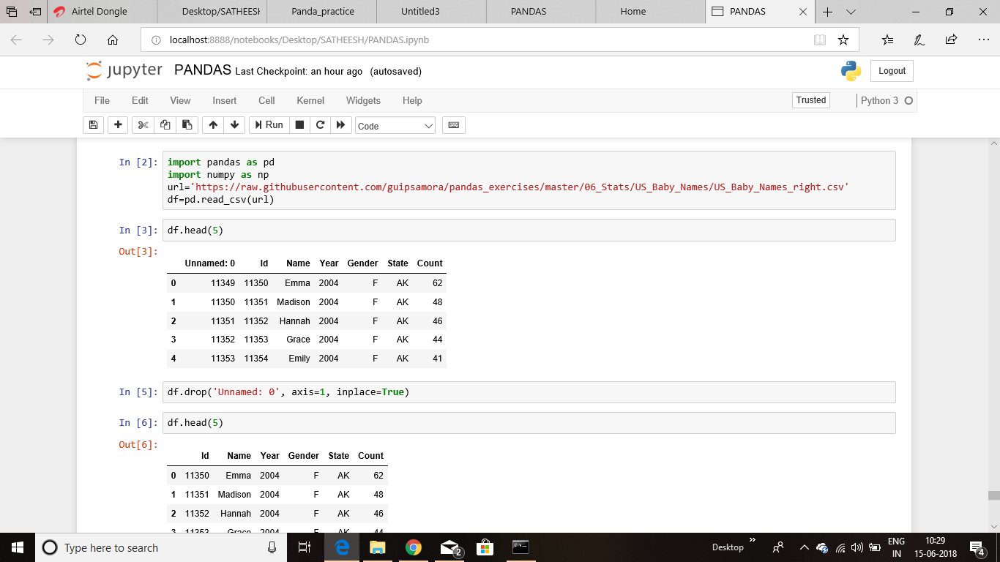 Airtel Dongle Desktop/SATHEESH Panda_practice Untitled3 PANDAS Home PANDAS
localhost:8888/notebooks/Desktop/SATHEESH/PANDAS.ipynb
jupyter PANDAS Last Checkpoint: an hour ago (autosaved) Logout
File Edit View Insert Cell Kernel Widgets Help Trusted Python 3
Run Code
In [2]: import pandas as pd
import numpy as np
url='https://raw.githubusercontent.com/guipsamora/pandas_exercises/master/06_Stats/US_Baby_Names/US_Baby_Names_right.csv'
df=pd.read_csv(url)
In [3]: df.head(5)
Out[3]:
Unnamed: 0 Id Name Year Gender State Count
0 11349 11350 Emma 2004 F AK 62
1 11350 11351 Madison 2004 F AK 48
2 11351 11352 Hannah 2004 F AK 46
3 11352 11353 Grace 2004 F AK 44
4 11353 11354 Emily 2004 F AK 41
In [5]: df.drop('Unnamed: 0', axis=1, inplace=True)
In [6]: df.head(5)
Out[6]:
Id Name Year Gender State Count
0 11350 Emma 2004 F AK 62
1 11351 Madison 2004 F AK 48
2 11352 Hannah 2004 F AK 46
3 11353 Grace 2004 F AK 44
Type here to search 2 Desktop ENG 10:29
IN 15-06-2018 4